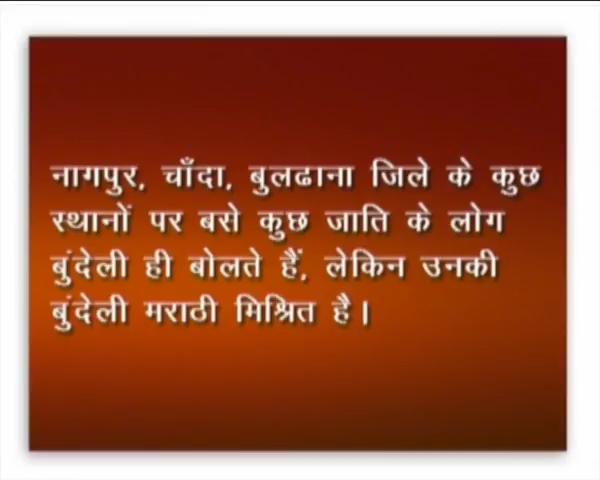 नागपुर, चाँदा, बुलढाना जिले के कुछ
स्थानों पर बसे कुछ जाति के लोग
बुंदेली ही बोलते हैं, लेकिन उनकी
बुंदेली मराठी मिश्रित है।